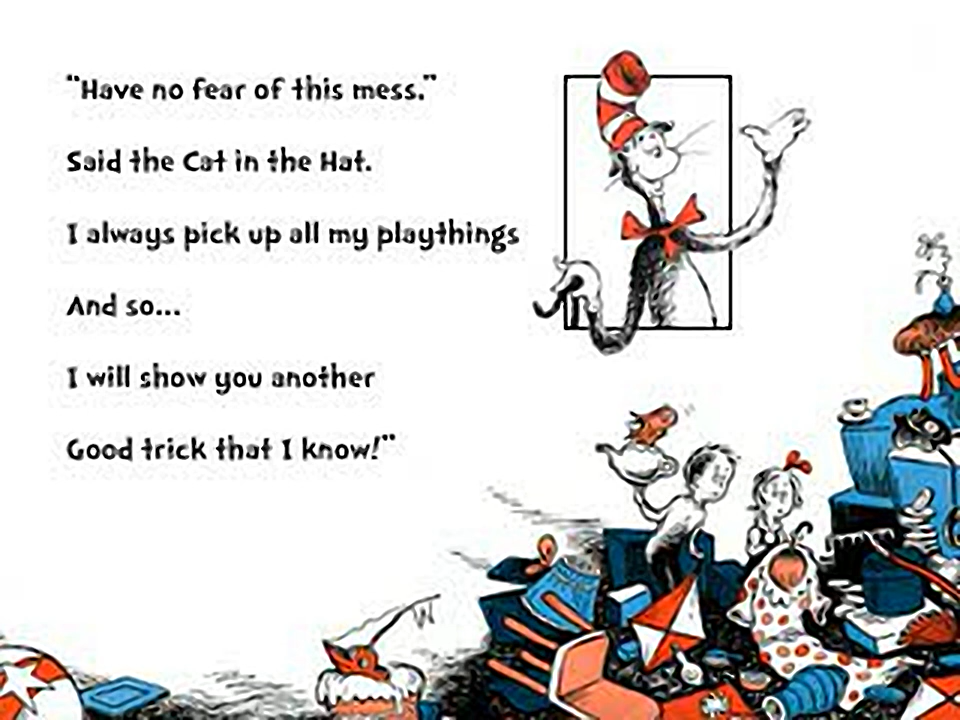 "Have no fear of this mess."
Said the Cat in the Hat.
I always pick up all my playthings
And so...
I will show you another
Good trick that I know!"